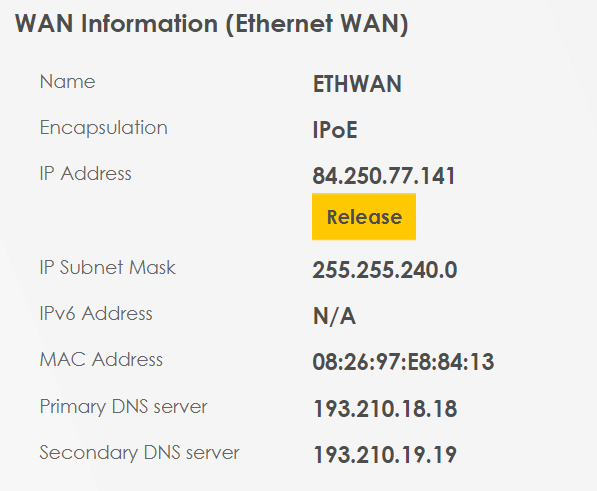 WAN Information (Ethernet WAN)
Name ETHWAN
Encapsulation IPoE
IP Address 84.250.77.141
Release
IP Subnet Mask 255.255.240.0
IPv6 Address N/A
MAC Address 08:26:97:E8:84:13
Primary DNS server 193.210.18.18
Secondary DNS server 193.210.19.19